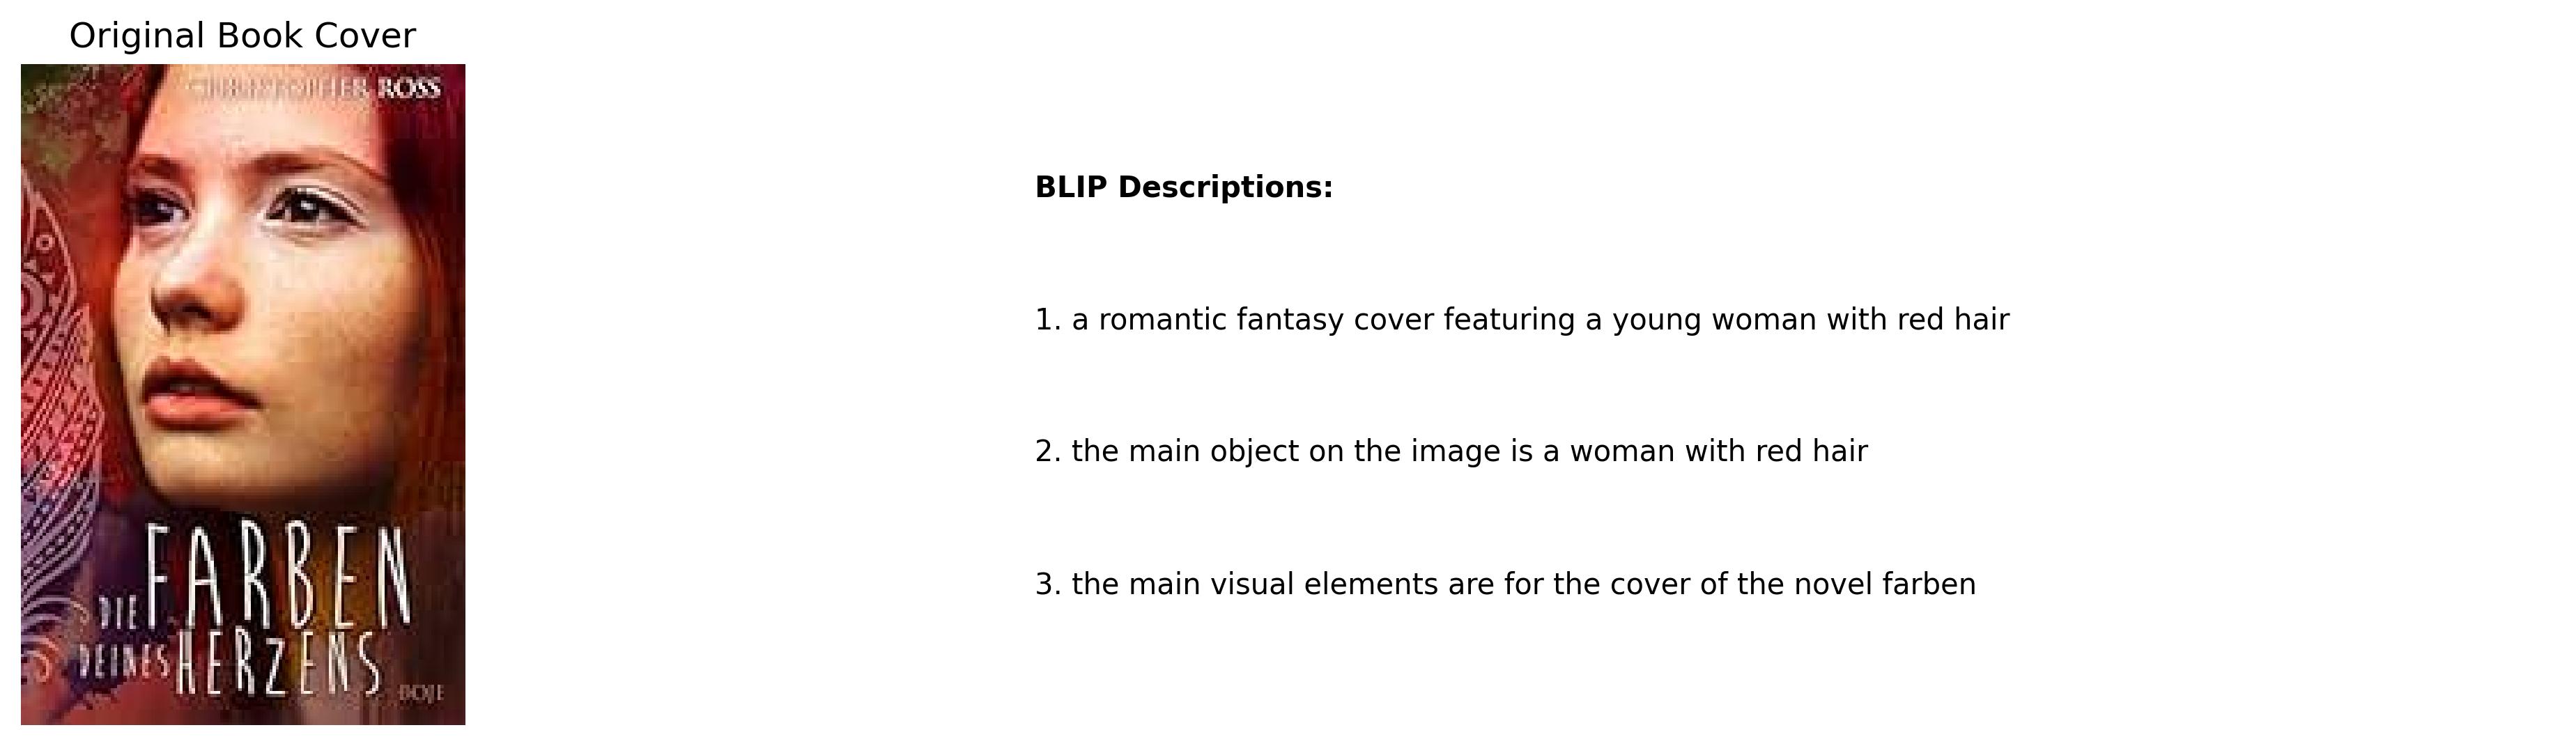 Original Book Cover
CHRISTOPHER ROSS
DIE FARBEN
DEINES HERZENS
BOJE
BLIP Descriptions:
1. a romantic fantasy cover featuring a young woman with red hair
2. the main object on the image is a woman with red hair
3. the main visual elements are for the cover of the novel farben